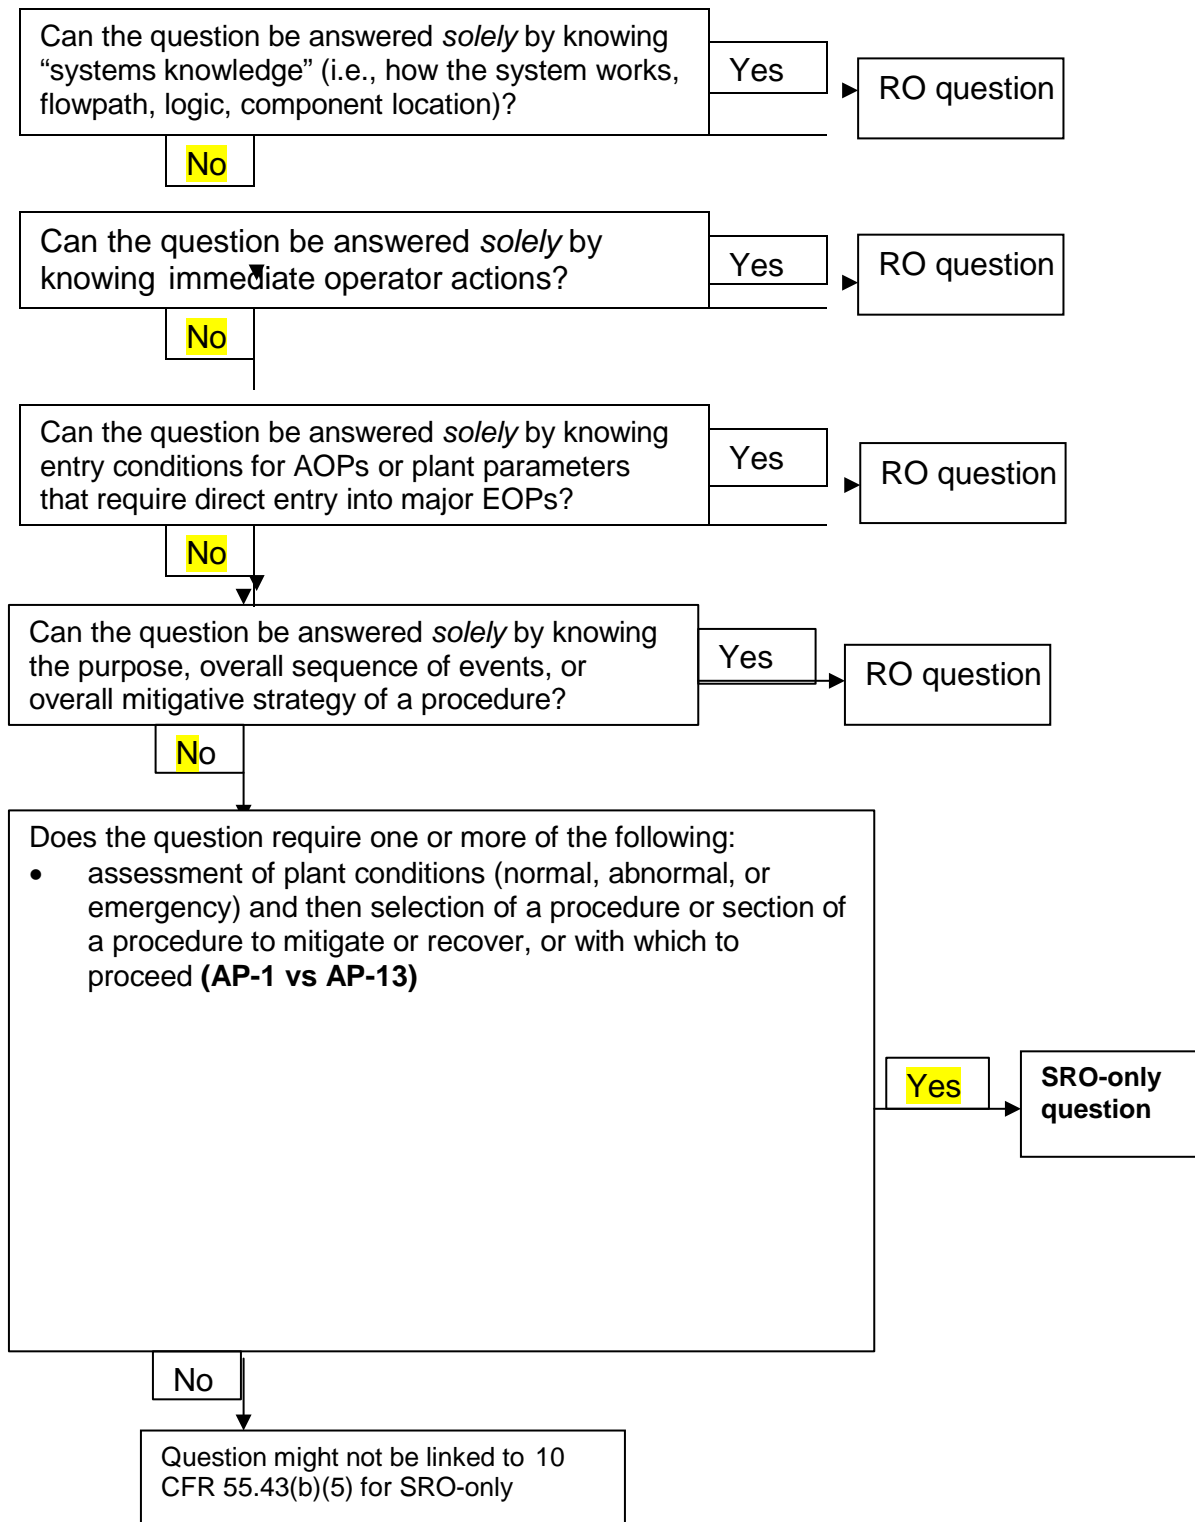 Can the question be answered solely by knowing
“systems knowledge” (i.e., how the system works,
flowpath, logic, component location)?
Yes
RO question
No
Can the question be answered solely by
knowing immediate operator actions?
Yes
RO question
No
Can the question be answered solely by knowing
entry conditions for AOPs or plant parameters
that require direct entry into major EOPs?
Yes
RO question
No
Can the question be answered solely by knowing
the purpose, overall sequence of events, or
overall mitigative strategy of a procedure?
Yes
RO question
No
Does the question require one or more of the following:
• assessment of plant conditions (normal, abnormal, or
emergency) and then selection of a procedure or section of
a procedure to mitigate or recover, or with which to
proceed (AP-1 vs AP-13)
Yes
SRO-only
question
No
Question might not be linked to 10
CFR 55.43(b)(5) for SRO-only